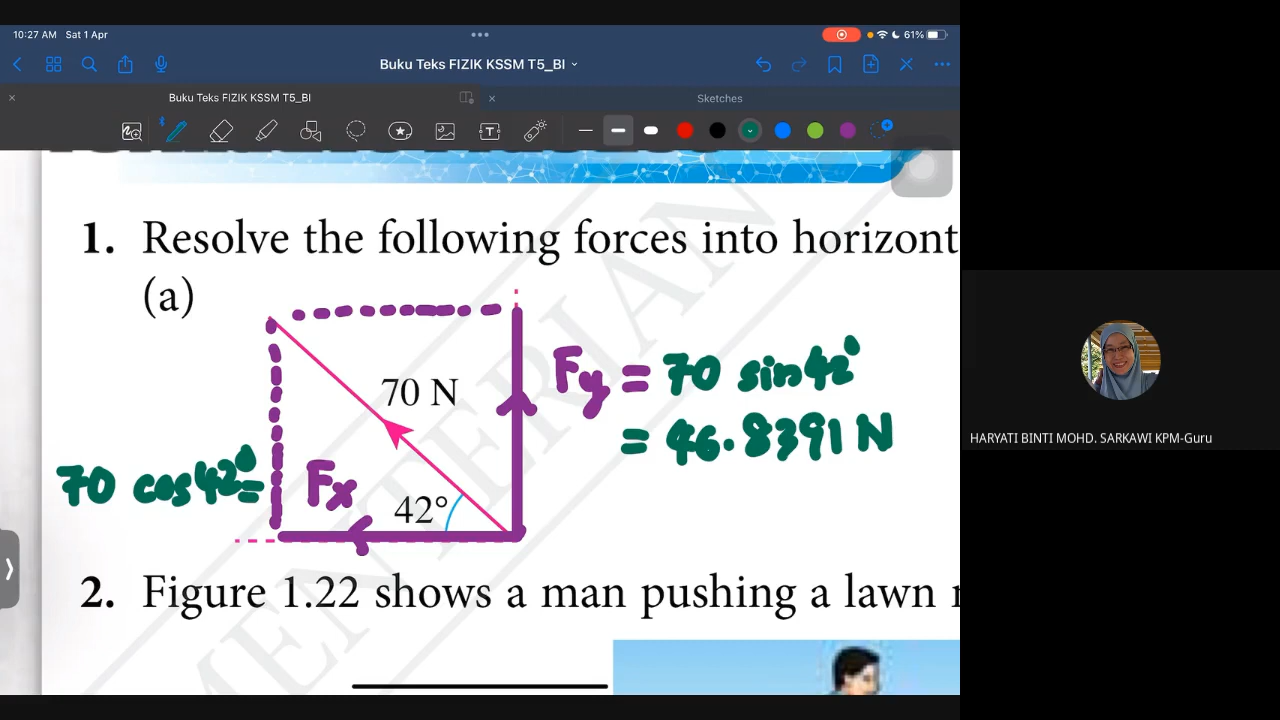 10:27 AM Sat 1 Apr
61%
Buku Teks FIZIK KSSM T5_BI
Buku Teks FIZIK KSSM T5_BI
Sketches
1. Resolve the following forces into horizont
(a)
70 N
Fy = 70 sin42°
= 46.8391 N
70 cos42° =
Fx
42°
2. Figure 1.22 shows a man pushing a lawn
HARYATI BINTI MOHD. SARKAWI KPM-Guru